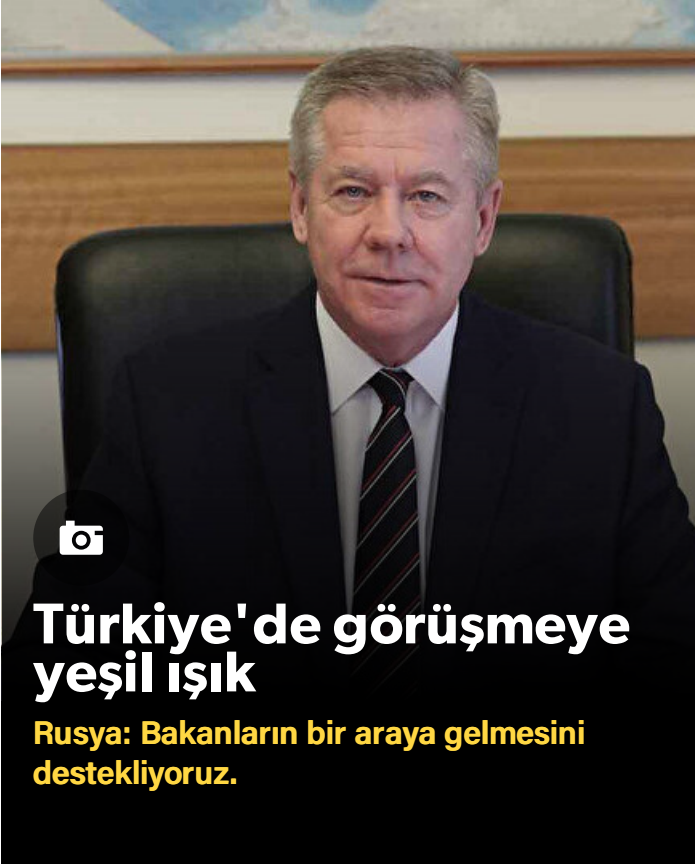 Türkiye'de görüşmeye
yeşil ışık
Rusya: Bakanların bir araya gelmesini
destekliyoruz.